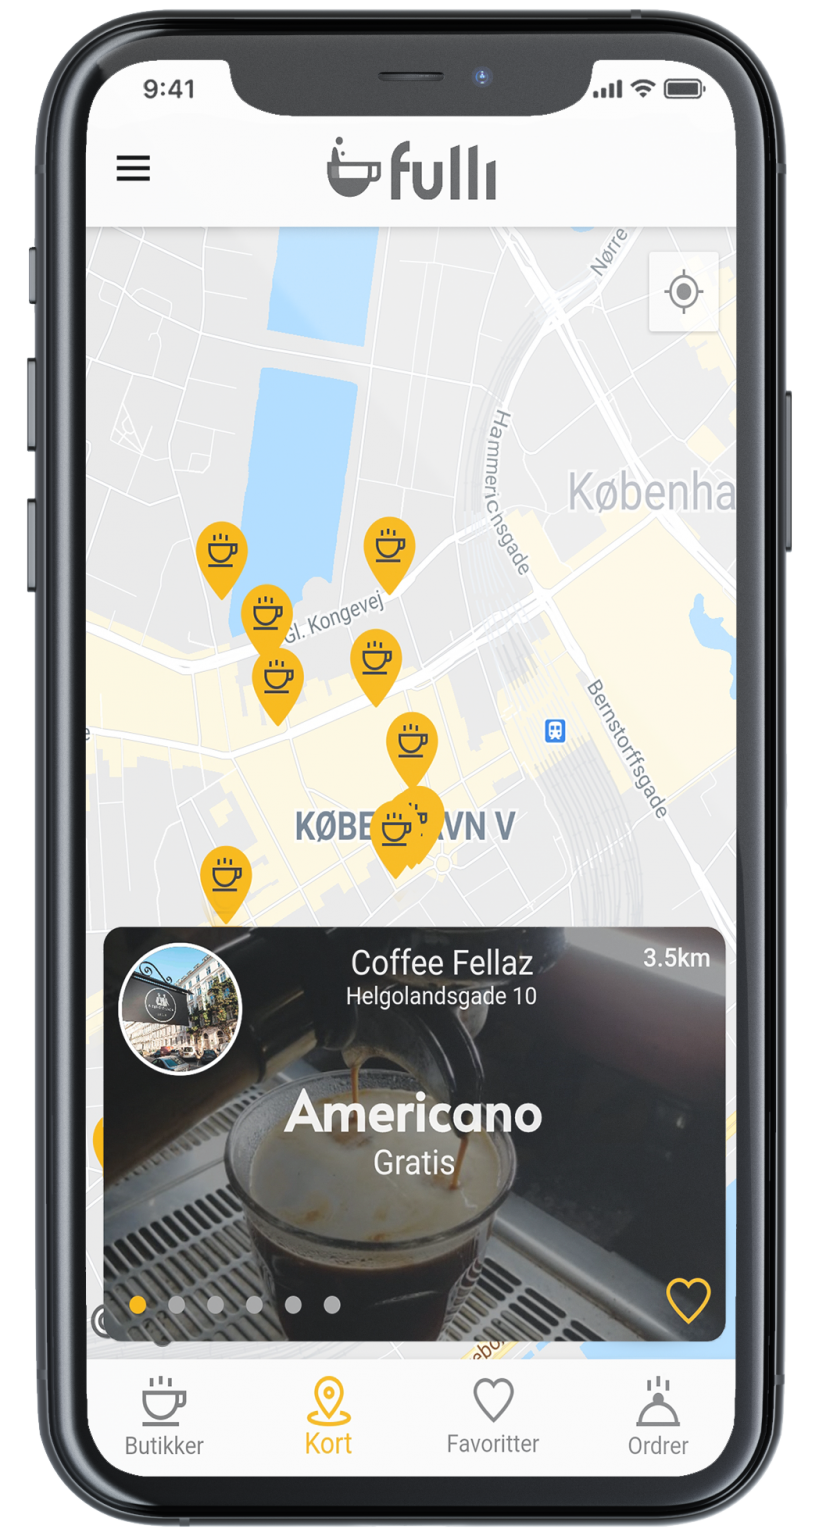 9:41
fulli
Nørre
Københa
Hammerichsgade
Gl. Kongevej
Bernstorffsgade
e
KØBE
AVN V
Coffee Fellaz
3.5km
Helgolandsgade 10
Americano
Gratis
ebo
Butikker
Kort
Favoritter
Ordrer